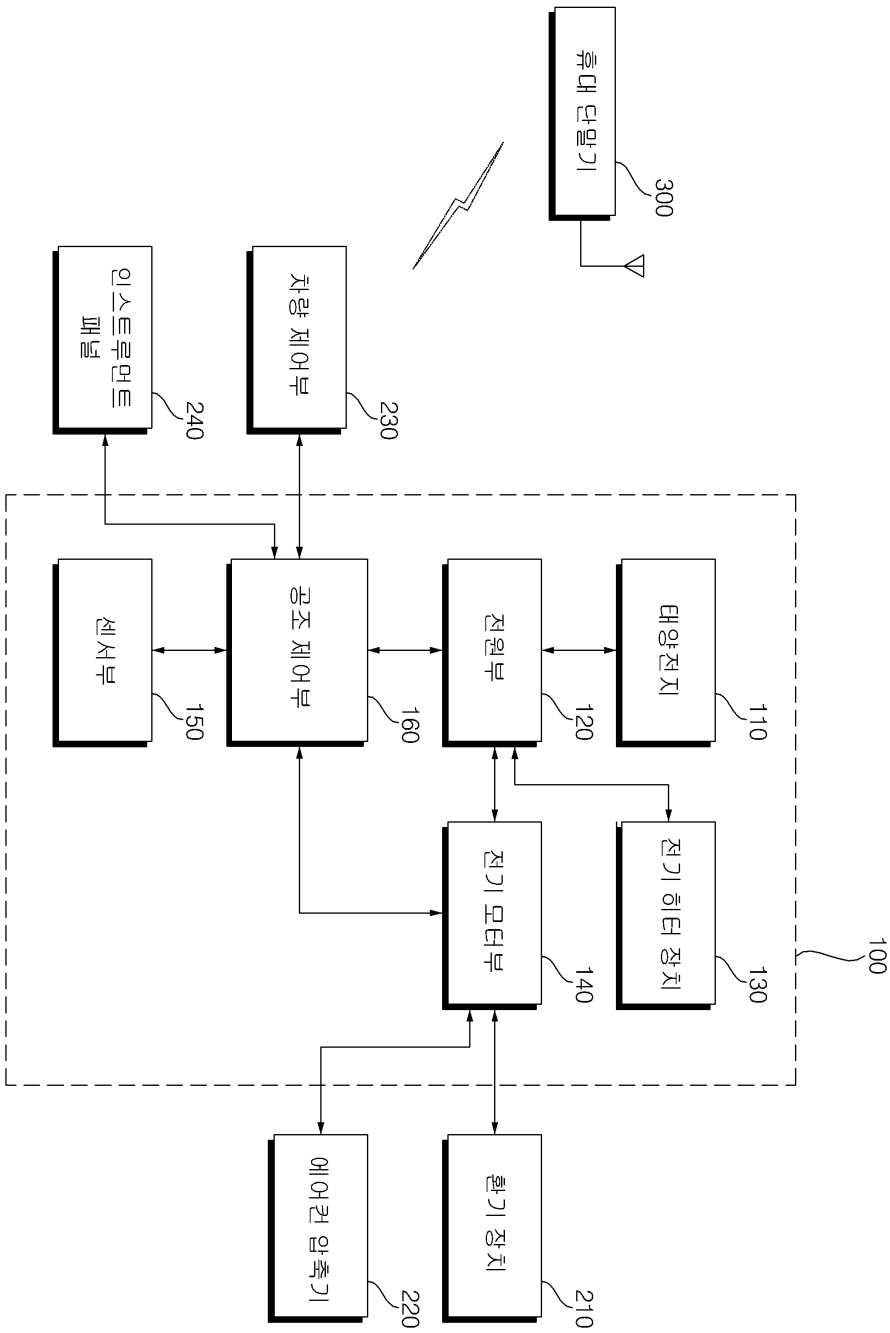 휴대 단말기
300
100
태양전지
110
전기 히터 장치
130
차량 제어부
230
전원부
120
전기 모터부
140
환기 장치
210
인스트루먼트
패널
240
공조 제어부
160
에어컨 압축기
220
센서부
150